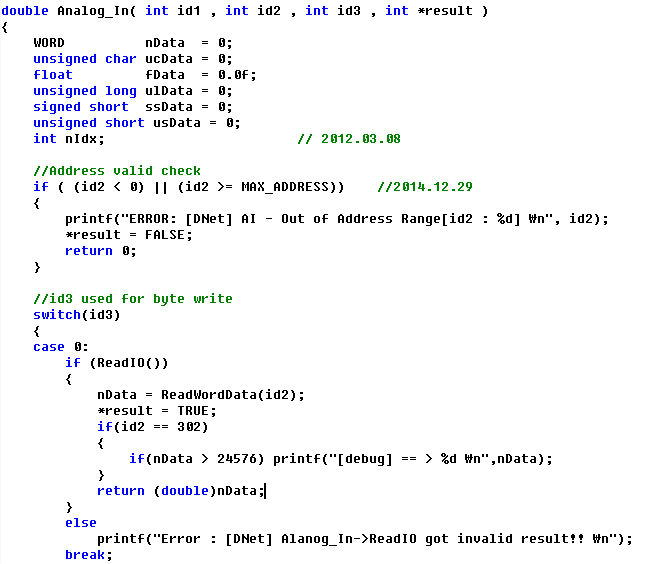 double Analog_In( int id1 , int id2 , int id3 , int *result )
{
    WORD          nData  = 0;
    unsigned char ucData = 0;
    float         fData  = 0.0f;
    unsigned long ulData = 0;
    signed short  ssData = 0;
    unsigned short usData = 0;
    int nIdx;                        // 2012.03.08

    //Address valid check
    if ( (id2 < 0) || (id2 >= MAX_ADDRESS))    //2014.12.29
    {
        printf("ERROR: [DNet] AI - Out of Address Range[id2 : %d] ₩n", id2);
        *result = FALSE;
        return 0;
    }

    //id3 used for byte write
    switch(id3)
    {
    case 0:
        if (ReadIO())
        {
            nData = ReadWordData(id2);
            *result = TRUE;
            if(id2 == 302)
            {
                if(nData > 24576) printf("[debug] == > %d ₩n",nData);
            }
            return (double)nData;
        }
        else
            printf("Error : [DNet] Alanog_In->ReadIO got invalid result!! ₩n");
        break;